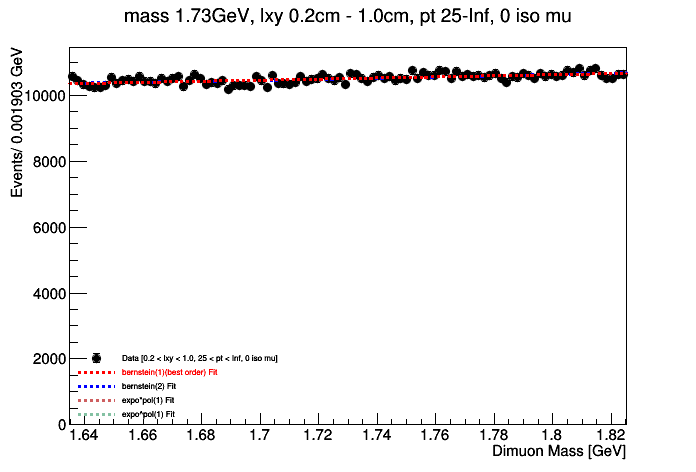 mass 1.73GeV, lxy 0.2cm - 1.0cm, pt 25-Inf, 0 iso mu
Events/ 0.001903 GeV
10000
8000
6000
4000
2000
0
Data [0.2 < lxy < 1.0, 25 < pt < Inf, 0 iso mu]
bernstein(1)(best order) Fit
bernstein(2) Fit
expo*pol(1) Fit
expo^pol(1) Fit
1.64 1.66 1.68 1.7 1.72 1.74 1.76 1.78 1.8 1.82
Dimuon Mass [GeV]